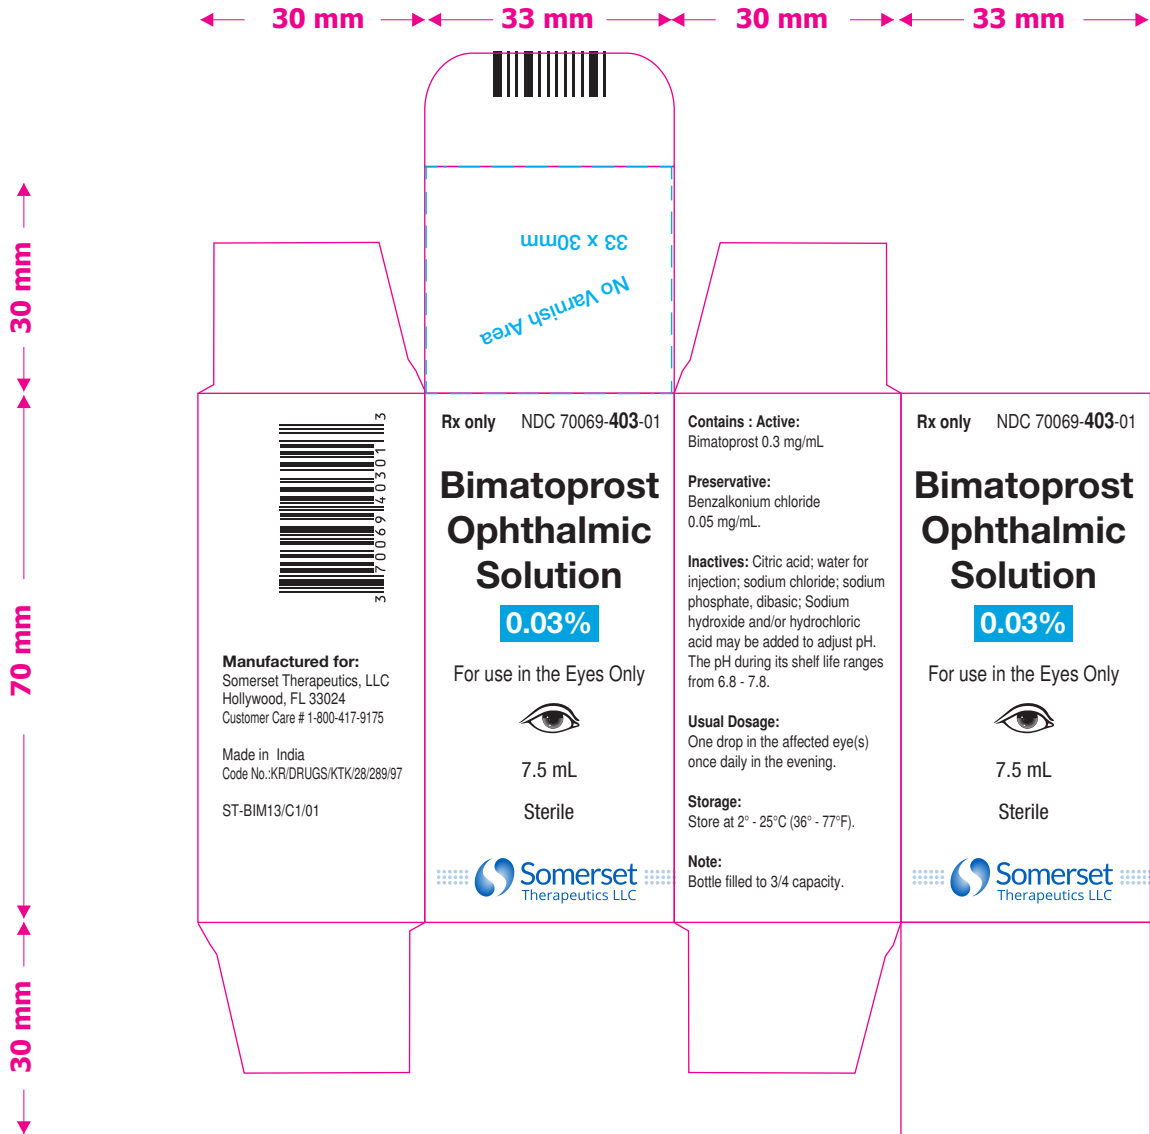 30 mm
33 mm
30 mm
33 mm
30 mm
70 mm
30 mm
33 x 30mm
No Varnish Area
3 70069 40301 3
Manufactured for:
Somerset Therapeutics, LLC
Hollywood, FL 33024
Customer Care # 1-800-417-9175
Made in India
Code No.:KR/DRUGS/KTK/28/289/97
ST-BIM13/C1/01
Rx only NDC 70069-403-01
Bimatoprost
Ophthalmic
Solution
0.03%
For use in the Eyes Only
7.5 mL
Sterile
Somerset
Therapeutics LLC
Contains : Active:
Bimatoprost 0.3 mg/mL
Preservative:
Benzalkonium chloride
0.05 mg/mL.
Inactives: Citric acid; water for
injection; sodium chloride; sodium
phosphate, dibasic; Sodium
hydroxide and/or hydrochloric
acid may be added to adjust pH.
The pH during its shelf life ranges
from 6.8 - 7.8.
Usual Dosage:
One drop in the affected eye(s)
once daily in the evening.
Storage:
Store at 2° - 25°C (36° - 77°F).
Note:
Bottle filled to 3/4 capacity.
Rx only NDC 70069-403-01
Bimatoprost
Ophthalmic
Solution
0.03%
For use in the Eyes Only
7.5 mL
Sterile
Somerset
Therapeutics LLC